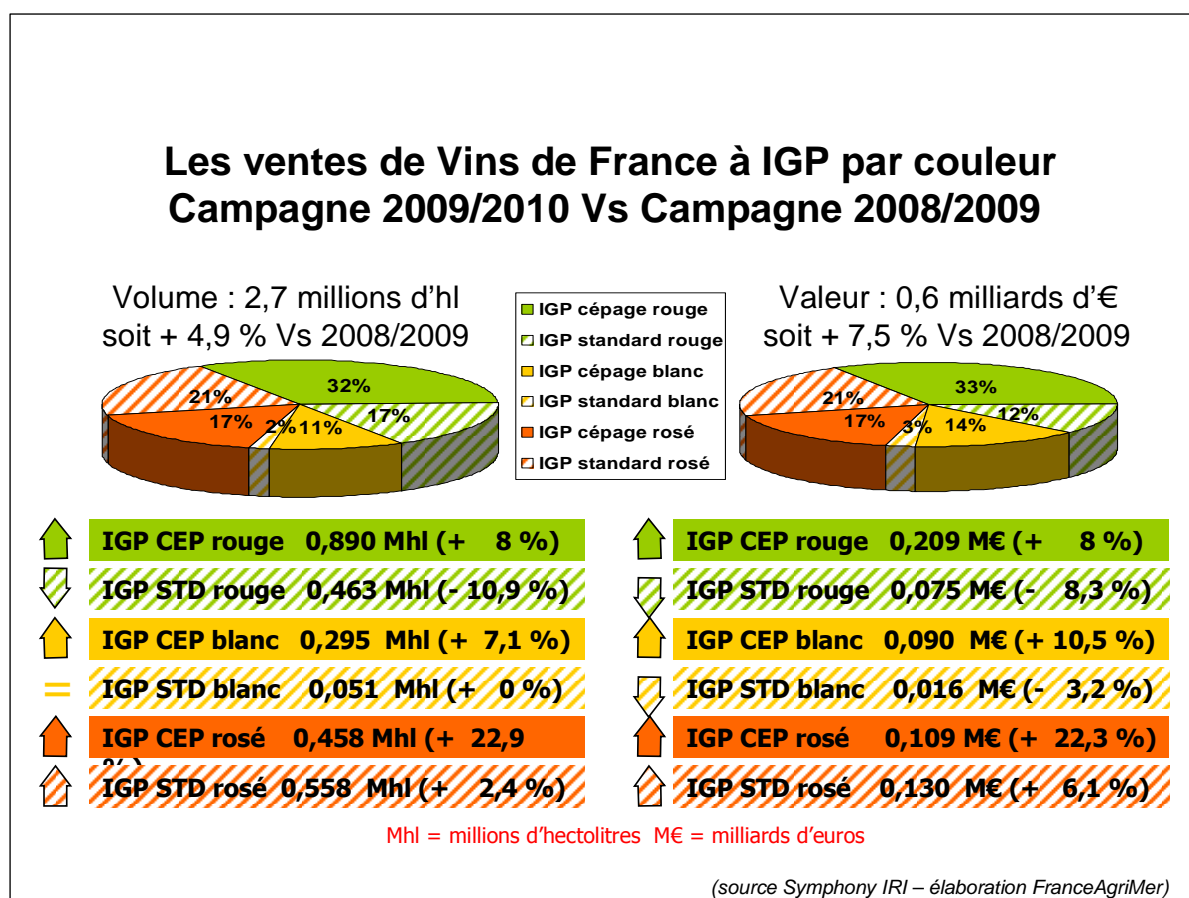 Les ventes de Vins de France à IGP par couleur
Campagne 2009/2010 Vs Campagne 2008/2009
Volume : 2,7 millions d'hl
soit + 4,9 % Vs 2008/2009
32%
17%
11%
2%
17%
21%
IGP cépage rouge
IGP standard rouge
IGP cépage blanc
IGP standard blanc
IGP cépage rosé
IGP standard rosé
Valeur : 0,6 milliards d'€
soit + 7,5 % Vs 2008/2009
33%
12%
14%
3%
17%
21%
IGP CEP rouge 0,890 Mhl (+ 8 %)
IGP STD rouge 0,463 Mhl (- 10,9 %)
IGP CEP blanc 0,295 Mhl (+ 7,1 %)
= IGP STD blanc 0,051 Mhl (+ 0 %)
IGP CEP rosé 0,458 Mhl (+ 22,9
%)
IGP STD rosé 0,558 Mhl (+ 2,4 %)
IGP CEP rouge 0,209 M€ (+ 8 %)
IGP STD rouge 0,075 M€ (- 8,3 %)
IGP CEP blanc 0,090 M€ (+ 10,5 %)
IGP STD blanc 0,016 M€ (- 3,2 %)
IGP CEP rosé 0,109 M€ (+ 22,3 %)
IGP STD rosé 0,130 M€ (+ 6,1 %)
Mhl = millions d'hectolitres M€ = milliards d'euros
(source Symphony IRI – élaboration FranceAgriMer)